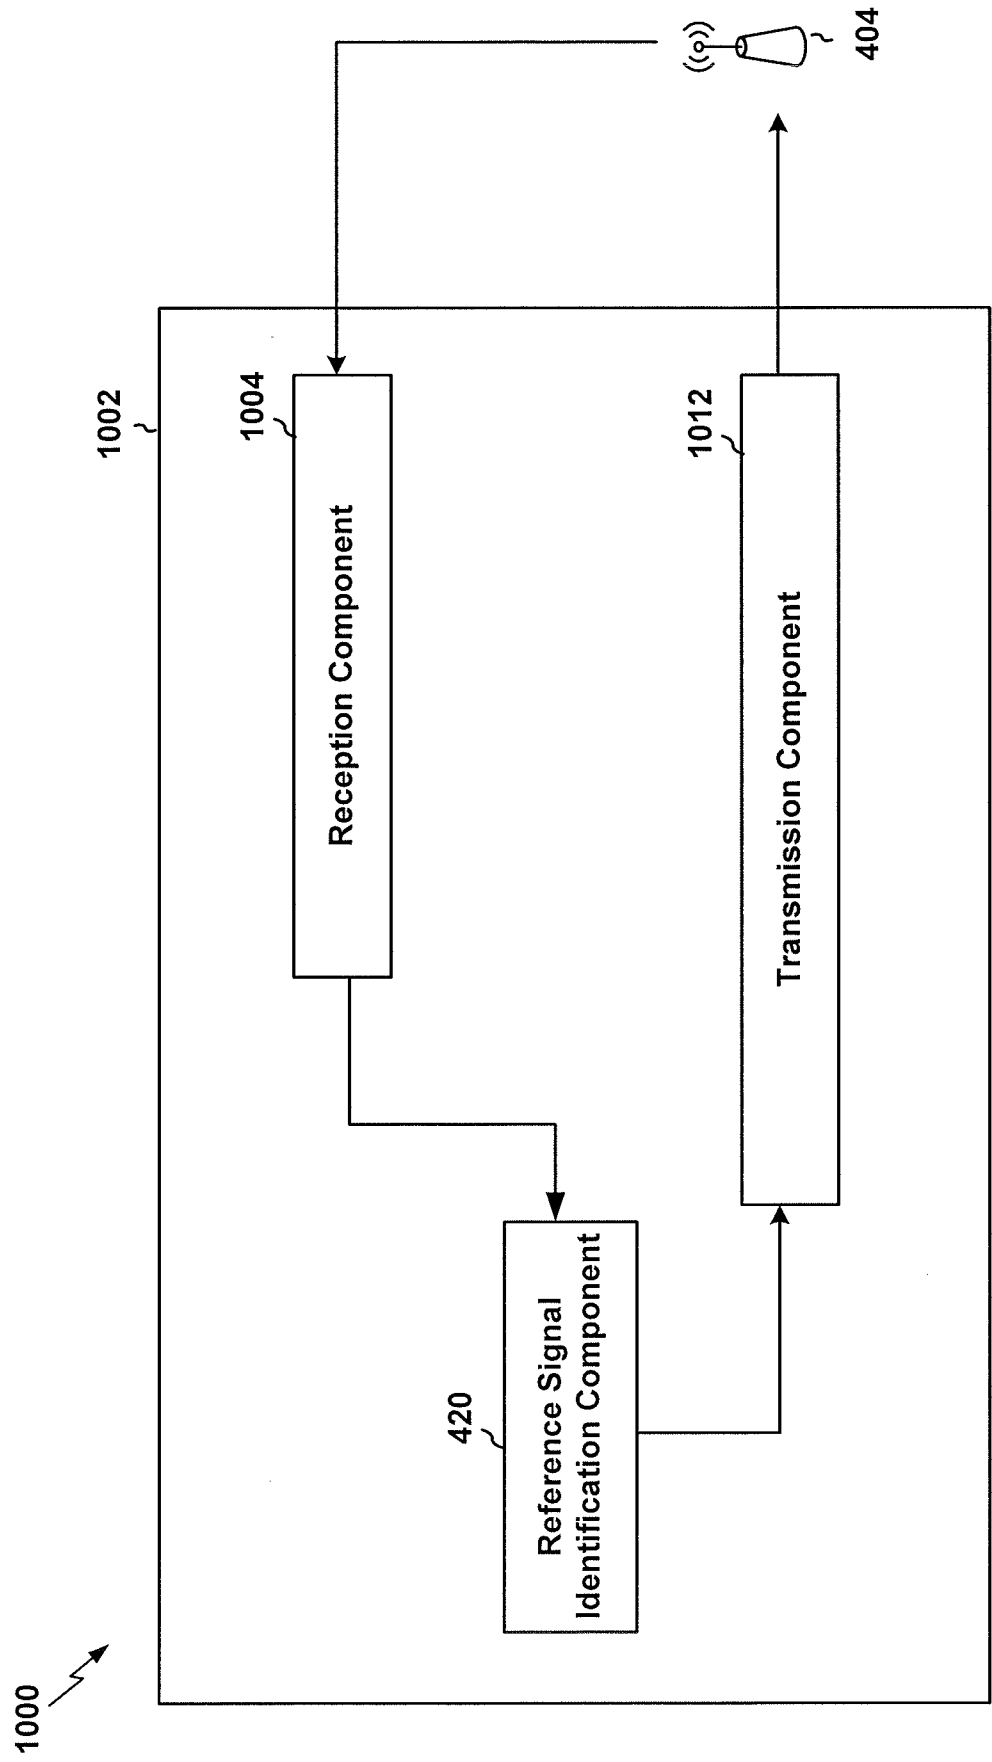 1000
1002
1004
Reception Component
404
420
Reference Signal
Identification Component
1012
Transmission Component